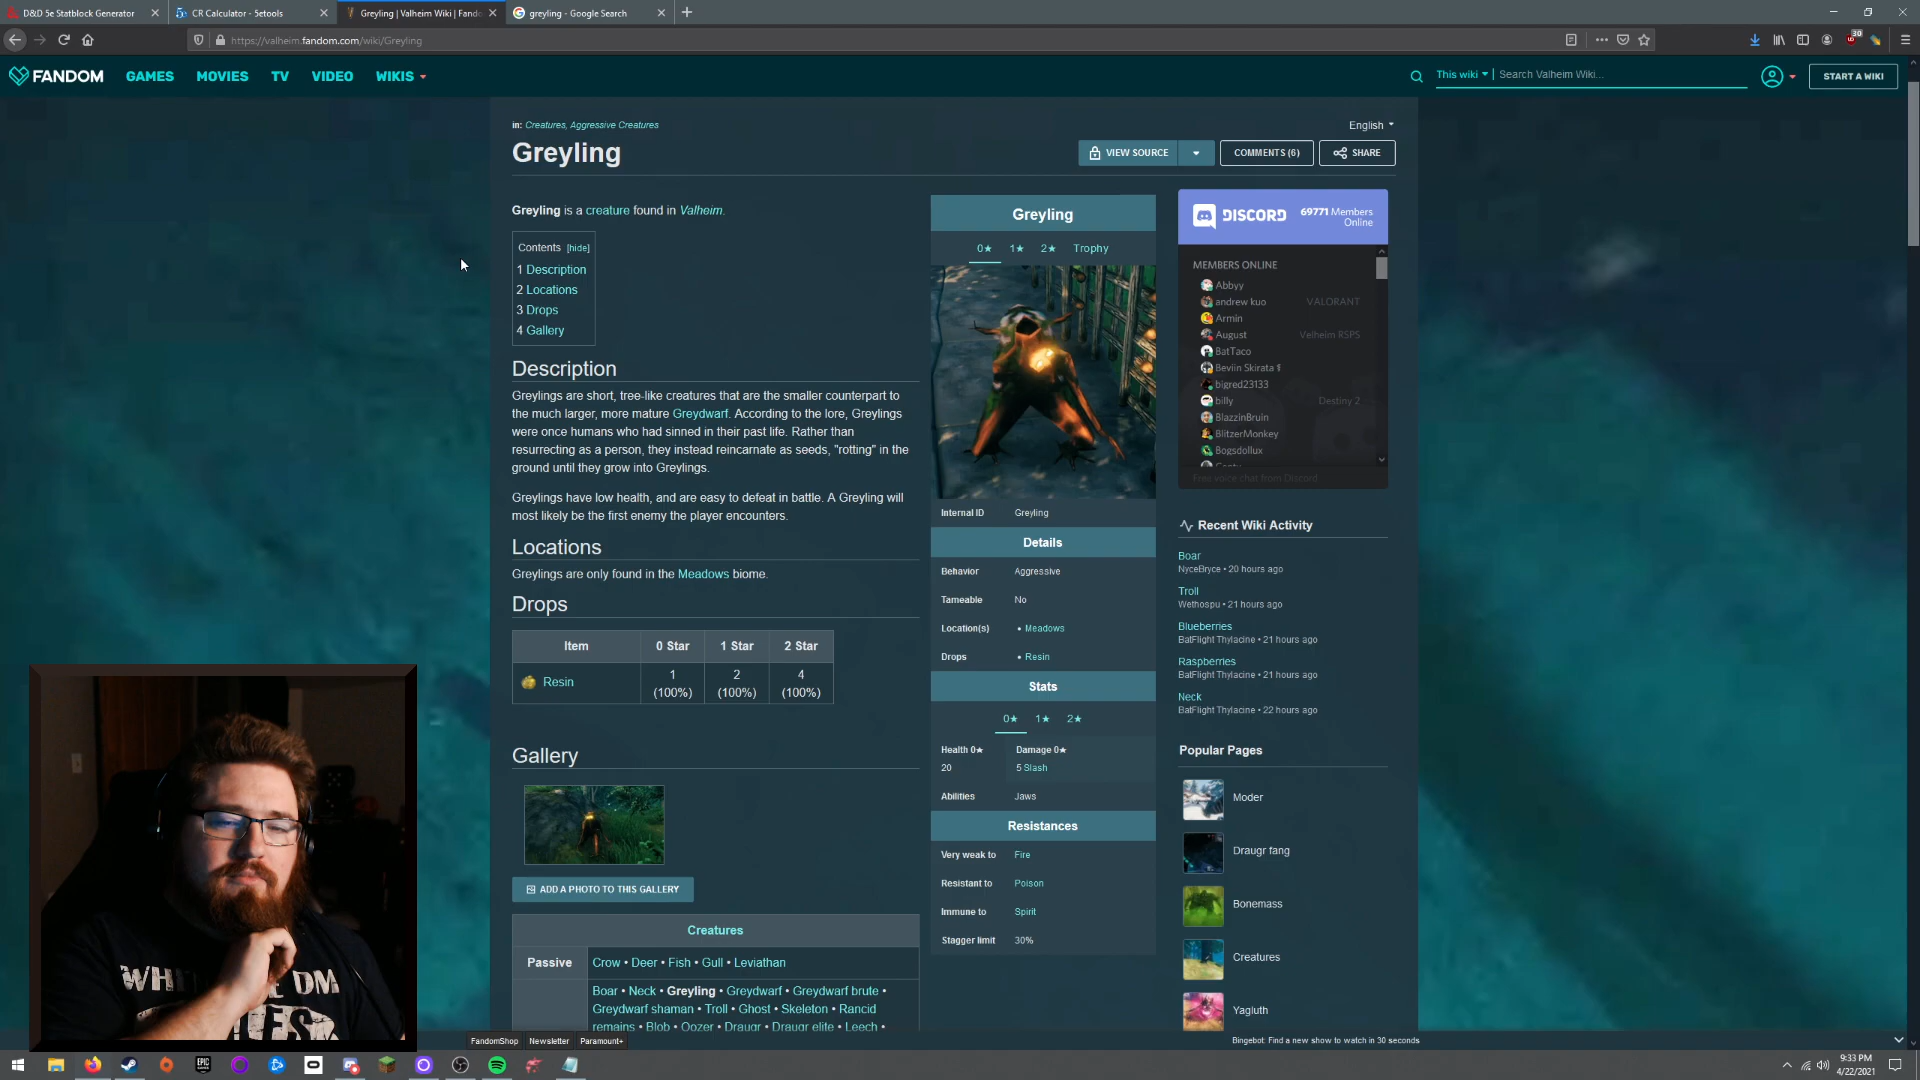 D&D 5e Statblock Generator
CR Calculator - 5etools
Greyling | Valheim Wiki | Fando
greyling - Google Search
https://valheim.fandom.com/wiki/Greyling
30
FANDOM
GAMES
MOVIES
TV
VIDEO
WIKIS
This wiki
Search Valheim Wiki...
START A WIKI
in: Creatures, Aggressive Creatures
English
Greyling
VIEW SOURCE
COMMENTS (6)
SHARE
Greyling is a creature found in Valheim.
Contents [hide]
1 Description
2 Locations
3 Drops
4 Gallery
Description
Greylings are short, tree-like creatures that are the smaller counterpart to
the much larger, more mature Greydwarf. According to the lore, Greylings
were once humans who had sinned in their past life. Rather than
resurrecting as a person, they instead reincarnate as seeds, "rotting" in the
ground until they grow into Greylings.
Greylings have low health, and are easy to defeat in battle. A Greyling will
most likely be the first enemy the player encounters.
Locations
Greylings are only found in the Meadows biome.
Drops
Item 0 Star 1 Star 2 Star
Resin 1 2 4
(100%) (100%) (100%)
Gallery
ADD A PHOTO TO THIS GALLERY
Creatures
Passive Crow • Deer • Fish • Gull • Leviathan
Boar • Neck • Greyling • Greydwarf • Greydwarf brute •
Greydwarf shaman • Troll • Ghost • Skeleton • Rancid
remains • Blob • Oozer • Draugr • Draugr elite • Leech •
Greyling
0★ 1★ 2★ Trophy
Internal ID Greyling
Details
Behavior Aggressive
Tameable No
Location(s) • Meadows
Drops • Resin
Stats
0★ 1★ 2★
Health 0★ Damage 0★
20 5 Slash
Abilities Jaws
Resistances
Very weak to Fire
Resistant to Poison
Immune to Spirit
Stagger limit 30%
DISCORD
69771 Members
Online
MEMBERS ONLINE
Abbyy
andrew kuo VALORANT
Armin
August Velheim RSPS
BatTaco
Beviin Skirata
bigred23133
billy Destiny 2
BlazzinBruin
BlitzerMonkey
Bogsdollux
Free voice chat from Discord
Recent Wiki Activity
Boar
NyceBryce • 20 hours ago
Troll
Wethospu • 21 hours ago
Blueberries
BatFlight Thylacine • 21 hours ago
Raspberries
BatFlight Thylacine • 21 hours ago
Neck
BatFlight Thylacine • 22 hours ago
Popular Pages
Moder
Draugr fang
Bonemass
Creatures
Yagluth
DM
FandomShop
Newsletter
Paramount+
Bingebot: Find a new show to watch in 30 seconds
EPIC
GAMES
9:33 PM
4/22/2021